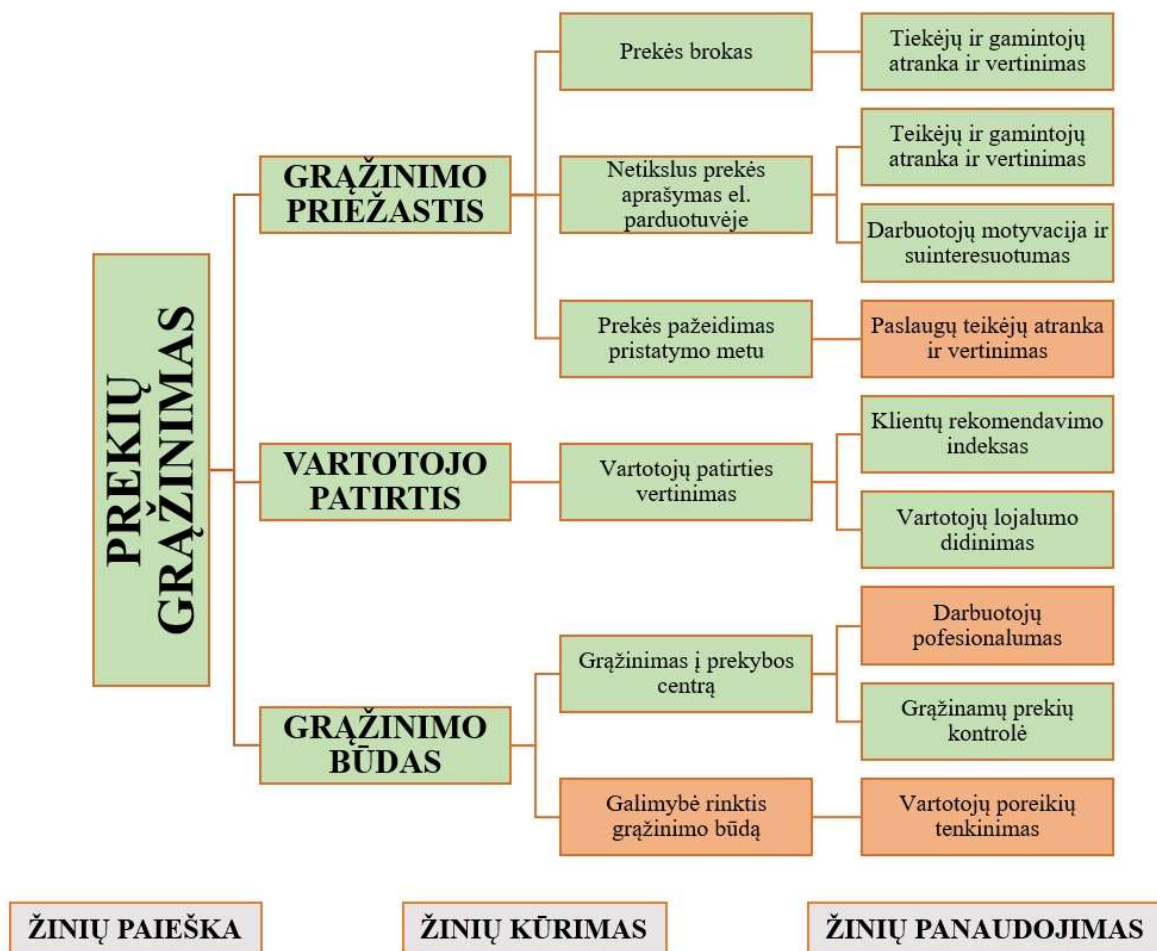 PREKIŲ
GRĄŽINIMAS
GRĄŽINIMO
PRIEŽASTIS
Prekės brokas
Tiekėjų ir gamintojų
atranka ir vertinimas
Netikslus prekės
aprašymas el.
parduotuvėje
Teikėjų ir gamintojų
atranka ir vertinimas
Darbuotojų motyvacija ir
suinteresuotumas
Prekės pažeidimas
pristatymo metu
Paslaugų teikėjų atranka
ir vertinimas
VARTOTOJO
PATIRTIS
Vartotojų patirties
vertinimas
Klientų rekomendavimo
indeksas
Vartotojų lojalumo
didinimas
GRĄŽINIMO
BŪDAS
Grąžinimas į prekybos
centrą
Darbuotojų
pofesionalumas
Grąžinamų prekių
kontrolė
Galimybė rinktis
grąžinimo būdą
Vartotojų poreikių
tenkinimas
ŽINIŲ PAIEŠKA
ŽINIŲ KŪRIMAS
ŽINIŲ PANAUDOJIMAS